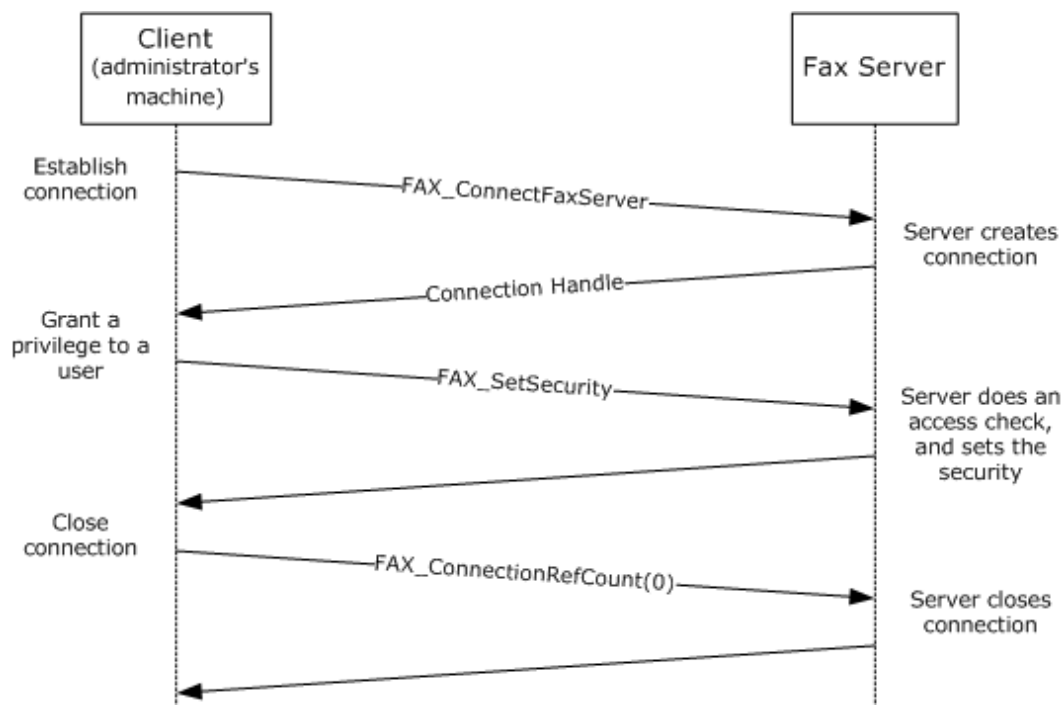 Client
(administrator's
machine)
Fax Server
Establish
connection
FAX_ConnectFaxServer
Server creates
connection
Connection Handle
Grant a
privilege to a
user
FAX_SetSecurity
Server does an
access check,
and sets the
security
Close
connection
FAX_ConnectionRefCount(0)
Server closes
connection